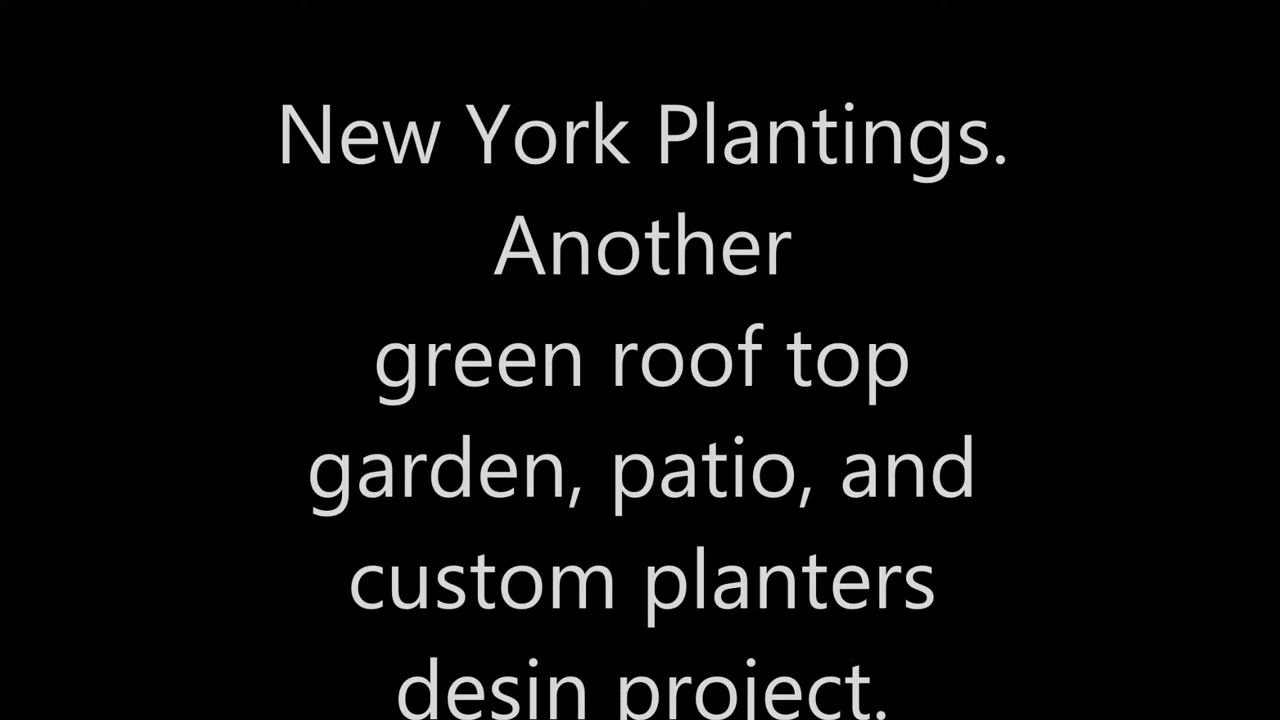 New York Plantings.
Another
green roof top
garden, patio, and
custom planters
desin project.